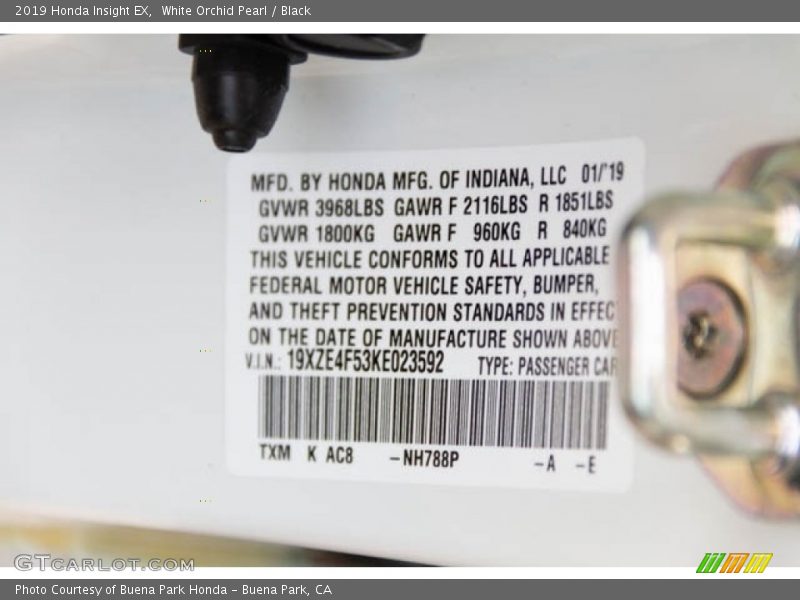 2019 Honda Insight EX,  White Orchid Pearl / Black
MFD. BY HONDA MFG. OF INDIANA, LLC 01/'19
GVWR 3968LBS GAWR F 2116LBS R 1851LBS
GVWR 1800KG GAWR F 960KG R 840KG
THIS VEHICLE CONFORMS TO ALL APPLICABLE
FEDERAL MOTOR VEHICLE SAFETY, BUMPER,
AND THEFT PREVENTION STANDARDS IN EFFEC
ON THE DATE OF MANUFACTURE SHOWN ABOVE
V.I.N.: 19XZE4F53KE023592 TYPE: PASSENGER CAR
TXM K AC8 -NH788P -A -E
GTCARLOT.COM
Photo Courtesy of Buena Park Honda - Buena Park, CA